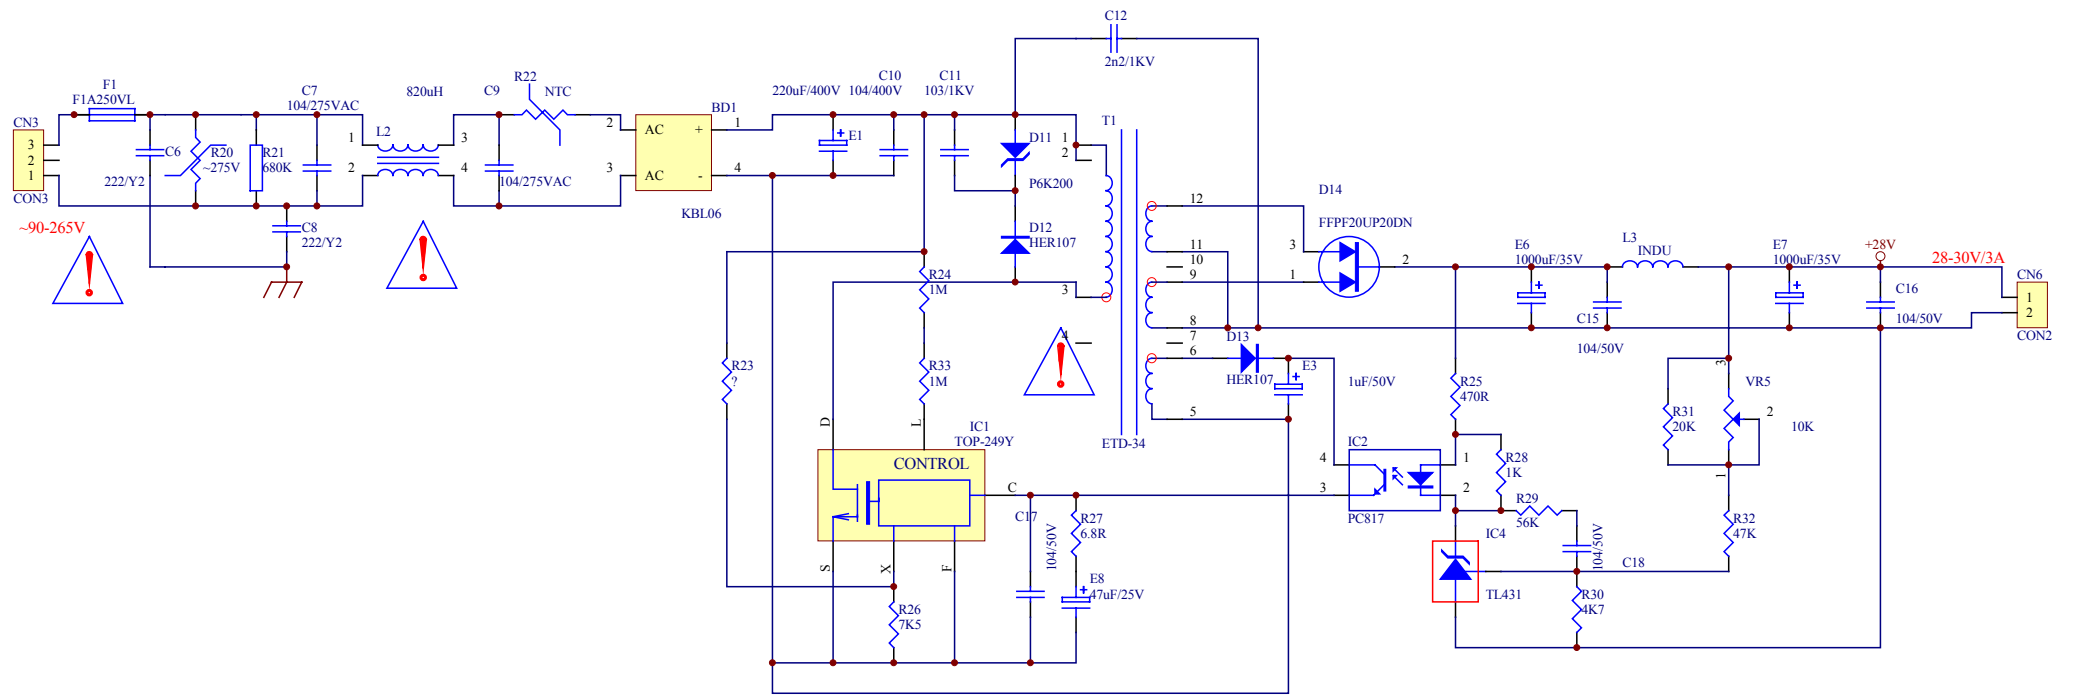 C12
2n2/1KV
F1
F1A250VL
C7
104/275VAC
820uH
C9
R22
NTC
BD1
220uF/400V
C10
104/400V
C11
103/1KV
T1
CN3
3
2
1
CON3
~90-265V
C6
222/Y2
R20
~275V
R21
680K
L2
1
2
3
4
104/275VAC
C8
222/Y2
2
3
AC
AC
+
-
1
4
KBL06
+
E1
D11
P6K200
D12
HER107
1
2
3
4
12
11
10
9
8
7
6
5
ETD-34
D14
FFPF20UP20DN
3
1
2
E6
1000uF/35V
+
L3
INDU
C15
104/50V
E7
1000uF/35V
+
+28V
28-30V/3A
C16
104/50V
CN6
1
2
CON2
R24
1M
R33
1M
R23
?
D13
HER107
+
E3
1uF/50V
R25
470R
R31
20K
3
VR5
2
10K
1
D
L
IC1
TOP-249Y
CONTROL
C
S
X
F
IC2
4
3
1
2
PC817
R28
1K
R29
56K
IC4
TL431
104/50V
C18
R32
47K
R30
4K7
C17
104/50V
R27
6.8R
E8
+
47uF/25V
R26
7K5